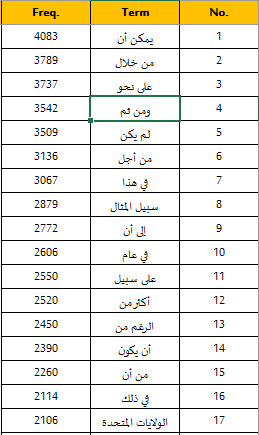 No. Term Freq.
1 يمكن أن 4083
2 من خلال 3789
3 على نحو 3737
4 ومن ثم 3542
5 لم يكن 3509
6 من أجل 3136
7 في هذا 3067
8 سبيل المثال 2879
9 إلى أن 2772
10 في عام 2606
11 على سبيل 2550
12 أكثر من 2520
13 الرغم من 2450
14 أن يكون 2390
15 من أن 2260
16 في ذلك 2114
17 الولايات المتحدة 2106